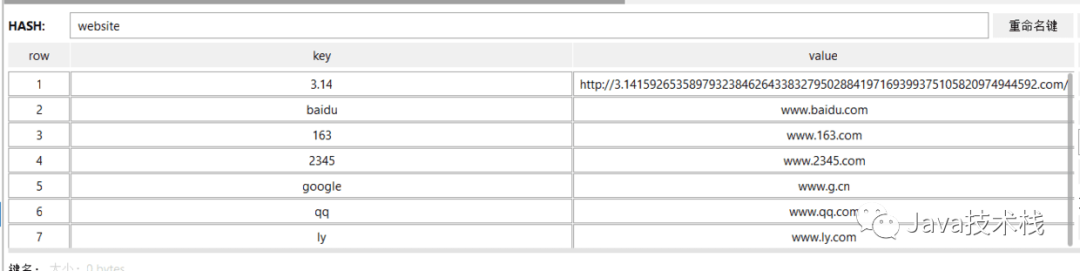 HASH: website 重命名键
row key value
1 3.14 http://3.141592653589793238462643383279502884197169399375105820974944592.com/
2 baidu www.baidu.com
3 163 www.163.com
4 2345 www.2345.com
5 google www.g.cn
6 qq www.qq.com
7 ly www.ly.com
Java技术栈
键名: 大小: 0 bytes